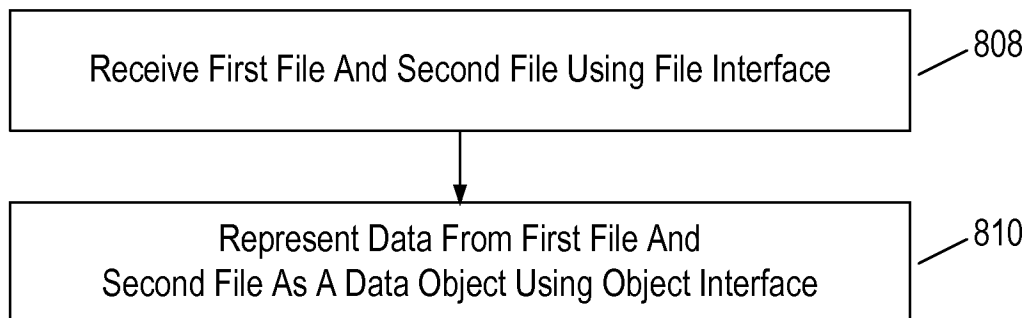 Receive First File And Second File Using File Interface
808
Represent Data From First File And
Second File As A Data Object Using Object Interface
810